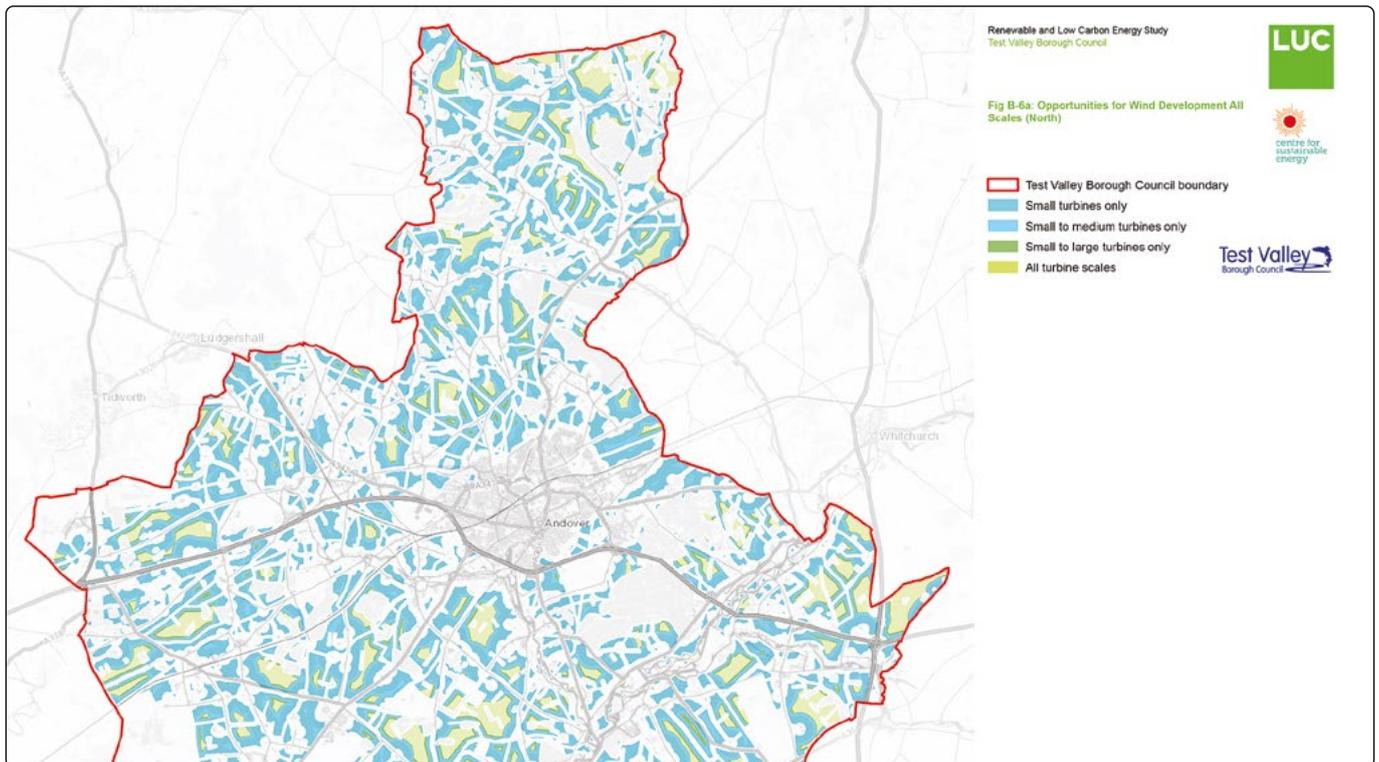 Renewable and Low Carbon Energy Study
Test Valley Borough Council
LUC
Fig B-6a: Opportunities for Wind Development All
Scales (North)
centre for
sustainable
energy
Test Valley Borough Council boundary
Small turbines only
Small to medium turbines only
Small to large turbines only
All turbine scales
Test Valley
Borough Council
Ludgershall
Tidworth
Whitchurch
Andover